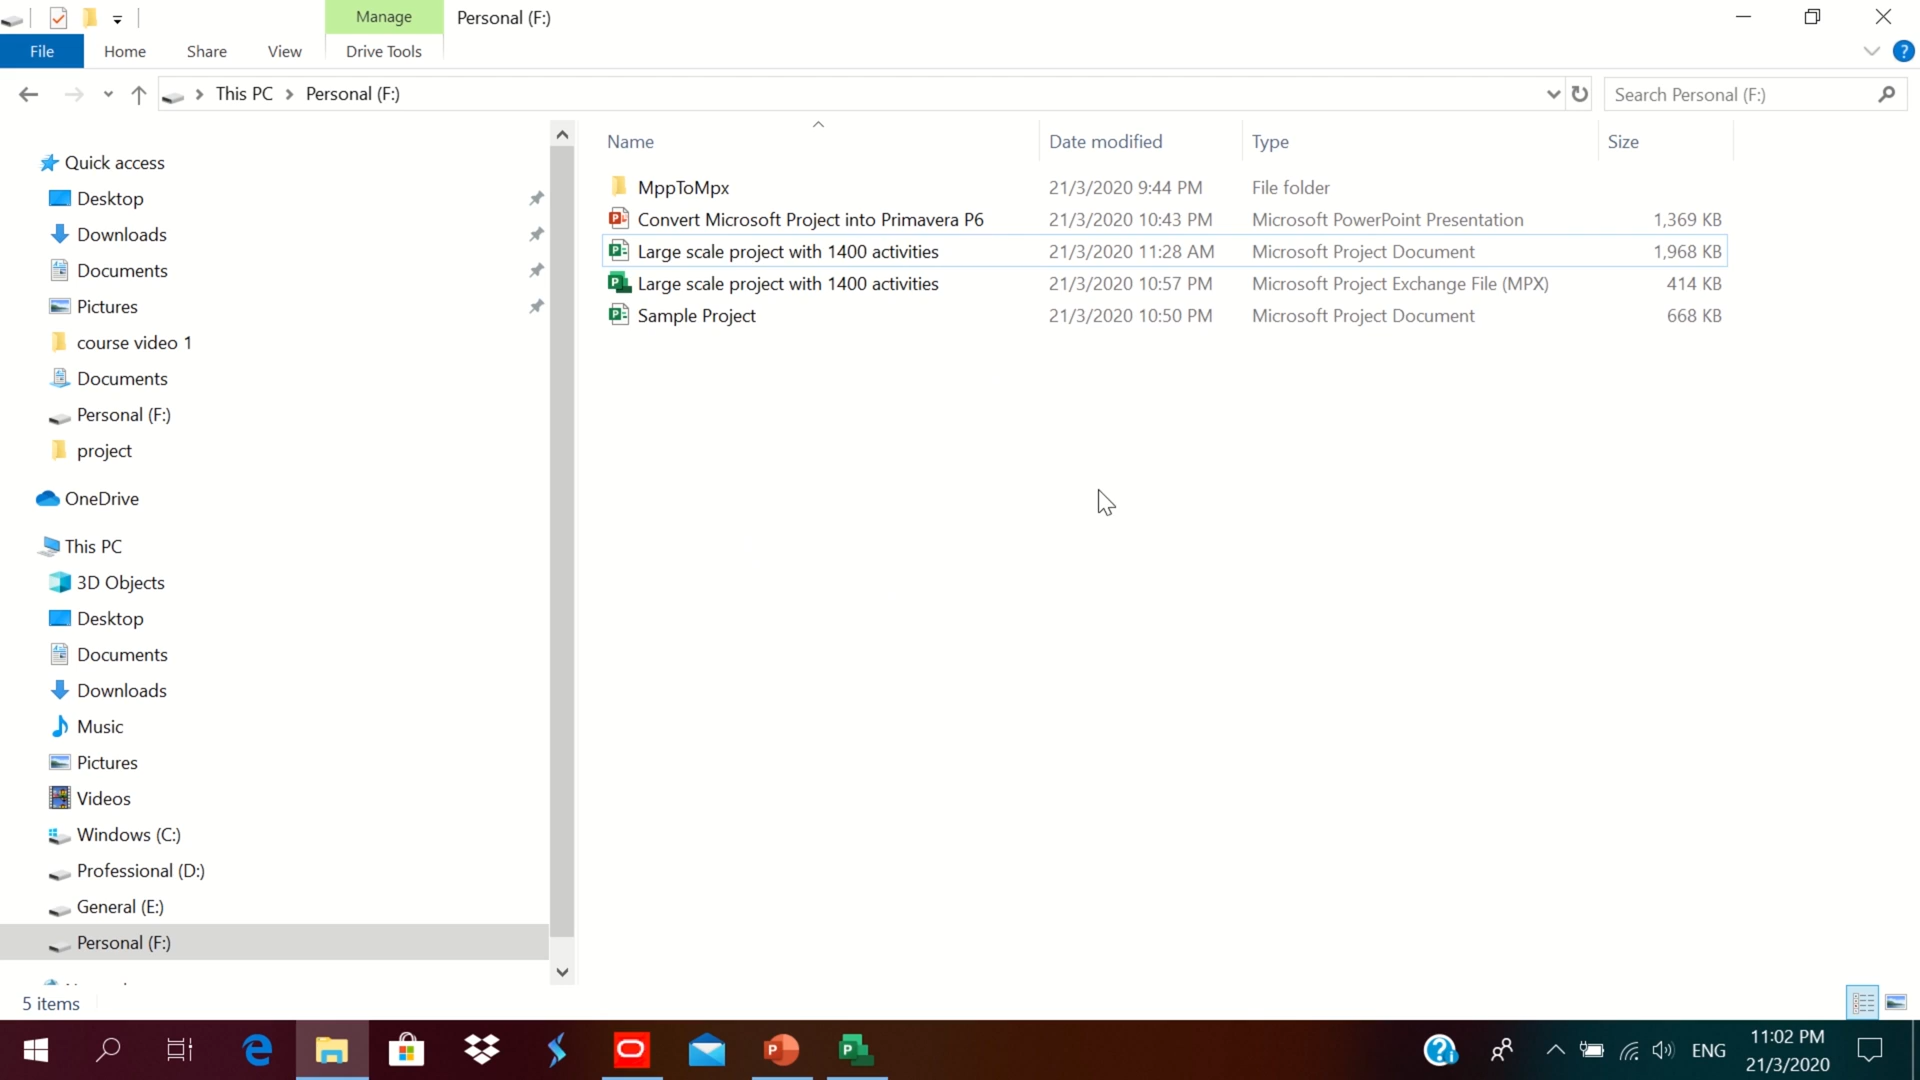 Manage
Personal (F:)
File
Home
Share
View
Drive Tools
This PC
Personal (F:)
Search Personal (F:)
Name
Date modified
Type
Size
MppToMpx 21/3/2020 9:44 PM File folder
Convert Microsoft Project into Primavera P6 21/3/2020 10:43 PM Microsoft PowerPoint Presentation 1,369 KB
Large scale project with 1400 activities 21/3/2020 11:28 AM Microsoft Project Document 1,968 KB
Large scale project with 1400 activities 21/3/2020 10:57 PM Microsoft Project Exchange File (MPX) 414 KB
Sample Project 21/3/2020 10:50 PM Microsoft Project Document 668 KB
Quick access
Desktop
Downloads
Documents
Pictures
course video 1
Documents
Personal (F:)
project
OneDrive
This PC
3D Objects
Desktop
Documents
Downloads
Music
Pictures
Videos
Windows (C:)
Professional (D:)
General (E:)
Personal (F:)
5 items
ENG
11:02 PM
21/3/2020